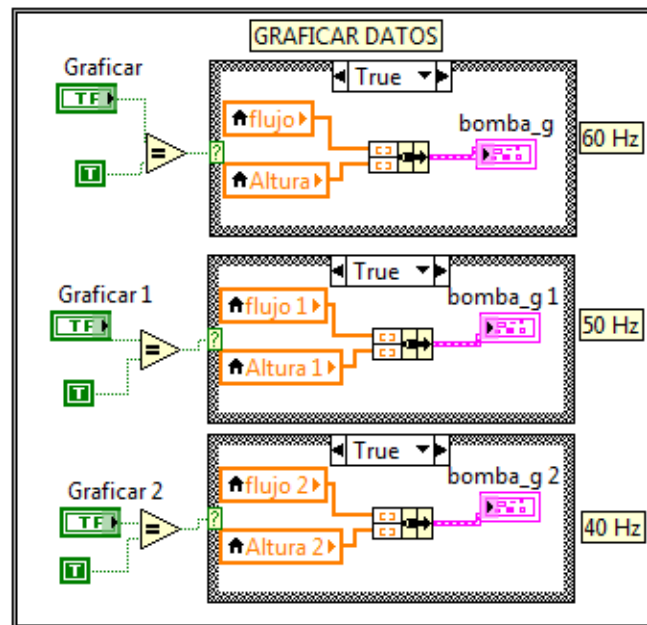 GRAFICAR DATOS
Graficar
True
TF
flujo
bomba_g
60 Hz
=
?
T
Altura
True
Graficar 1
flujo 1
bomba_g 1
TF
50 Hz
=
?
Altura 1
T
True
Graficar 2
flujo 2
bomba_g 2
TF
=
?
40 Hz
Altura 2
T